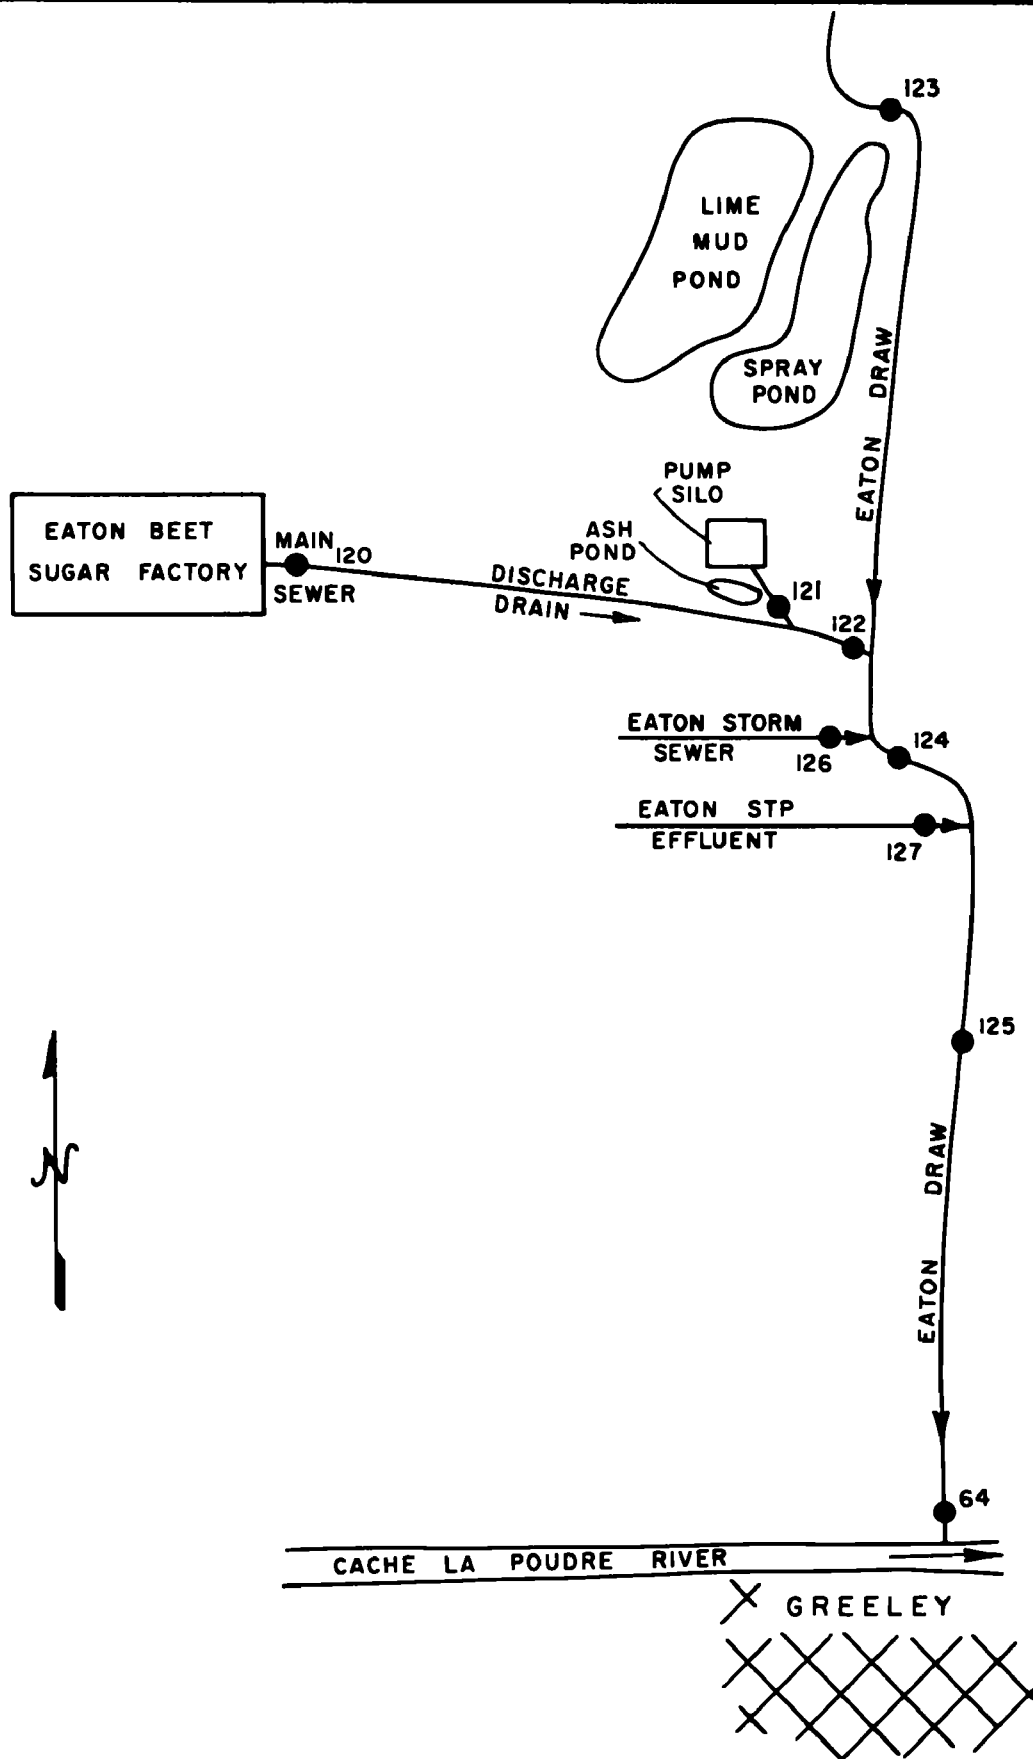 123
LIME
MUD
POND
SPRAY
POND
EATON DRAW
PUMP
SILO
ASH
POND
EATON BEET
SUGAR FACTORY
MAIN
SEWER
120
DISCHARGE
DRAIN
121
122
EATON STORM
SEWER
126
124
EATON STP
EFFLUENT
127
125
N
EATON DRAW
64
CACHE LA POUDRE RIVER
GREELEY